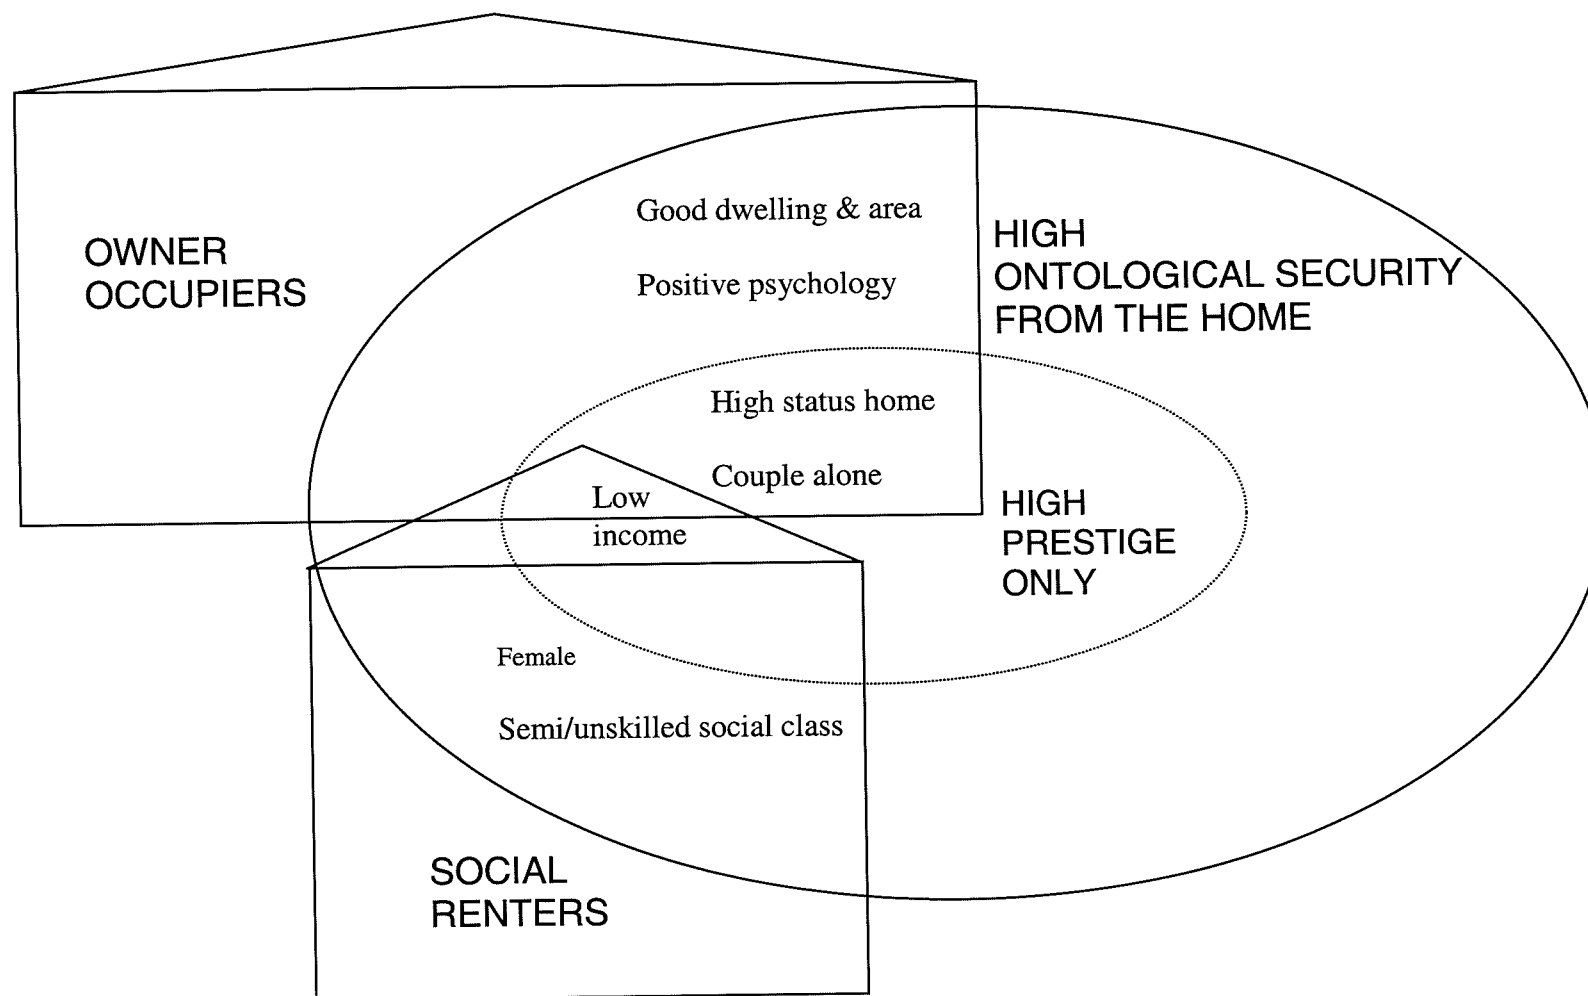 OWNER
OCCUPIERS
Good dwelling & area
Positive psychology
HIGH
ONTOLOGICAL SECURITY
FROM THE HOME
High status home
Couple alone
Low
income
HIGH
PRESTIGE
ONLY
Female
Semi/unskilled social class
SOCIAL
RENTERS